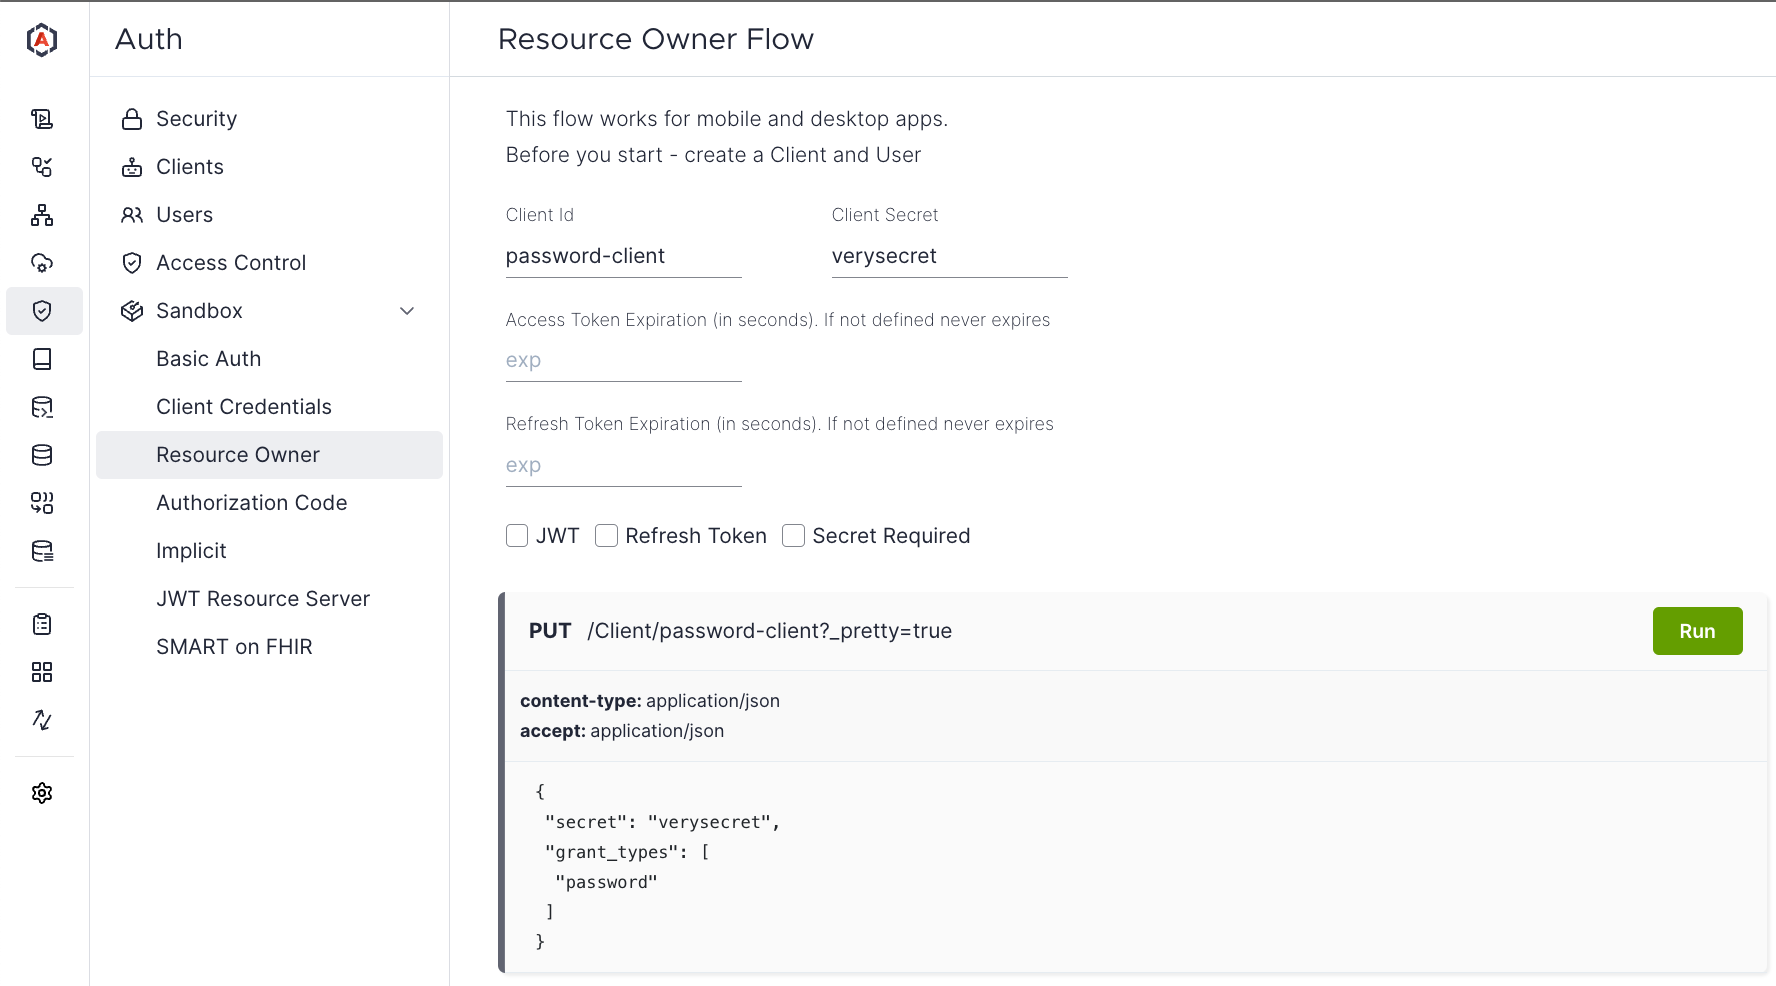 Auth
Security
Clients
Users
Access Control
Sandbox
Basic Auth
Client Credentials
Resource Owner
Authorization Code
Implicit
JWT Resource Server
SMART on FHIR
Resource Owner Flow
This flow works for mobile and desktop apps.
Before you start - create a Client and User
Client Id
Client Secret
password-client
verysecret
Access Token Expiration (in seconds). If not defined never expires
exp
Refresh Token Expiration (in seconds). If not defined never expires
exp
JWT Refresh Token Secret Required
PUT /Client/password-client?_pretty=true
Run
content-type: application/json
accept: application/json
{
"secret": "verysecret",
"grant_types": [
"password"
]
}